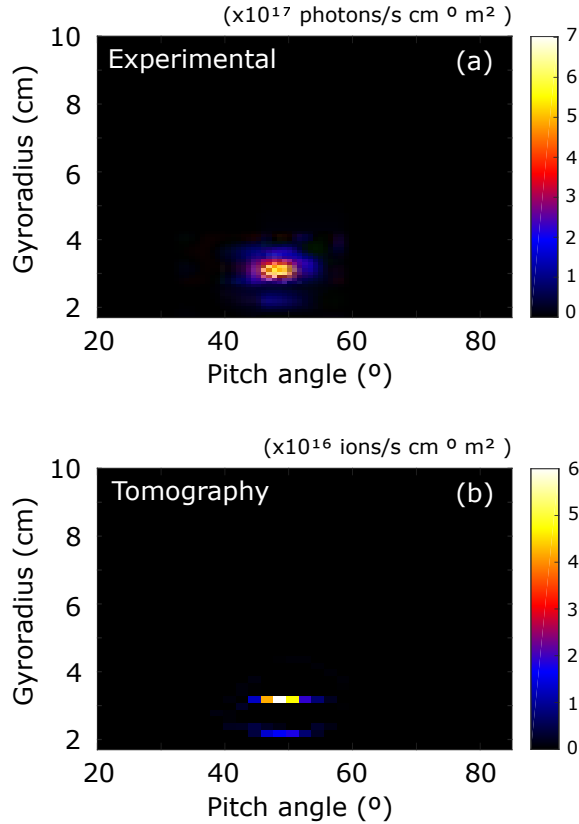 (x10¹⁷ photons/s cm º m² )
Experimental (a)
10
8
6
4
2
Gyroradius (cm)
20 40 60 80
Pitch angle (º)
7
6
5
4
3
2
1
0
(x10¹⁶ ions/s cm º m² )
Tomography (b)
10
8
6
4
2
Gyroradius (cm)
20 40 60 80
Pitch angle (º)
6
5
4
3
2
1
0